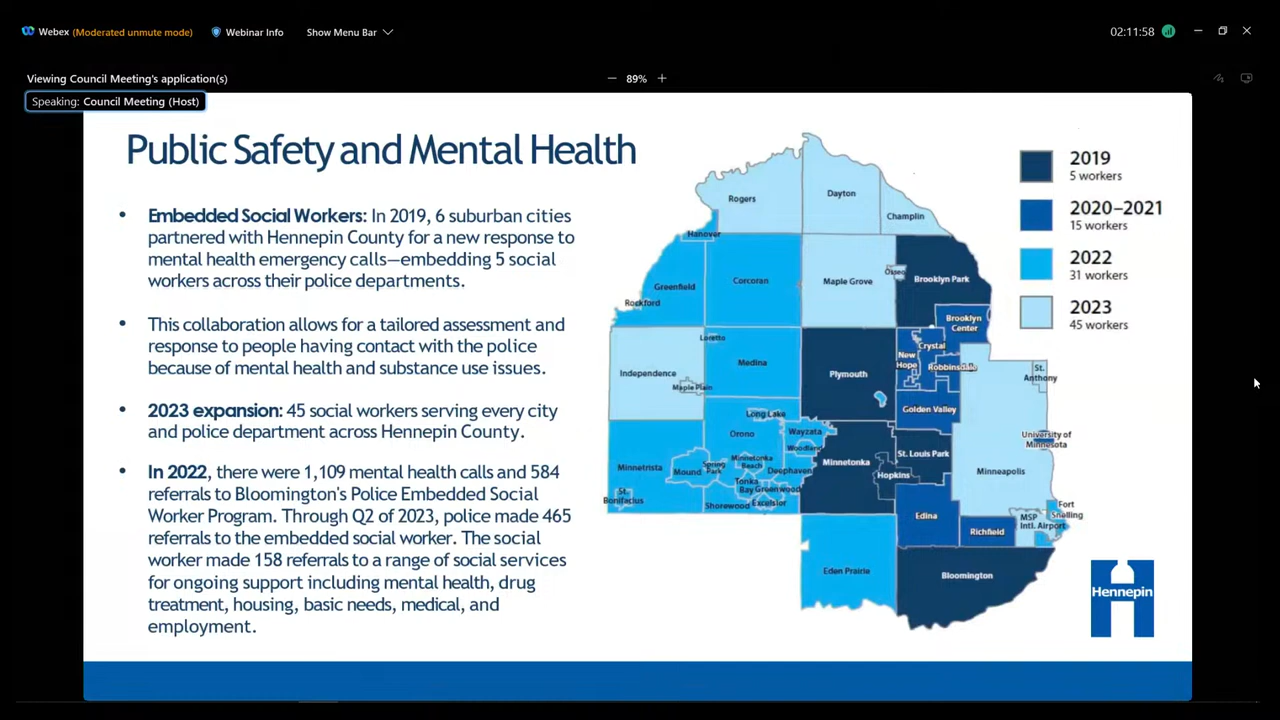 Webex (Moderated unmute mode) Webinar Info Show Menu Bar 02:11:58
Viewing Council Meeting's application(s) 89%
Speaking: Council Meeting (Host)
Public Safety and Mental Health
• Embedded Social Workers: In 2019, 6 suburban cities
partnered with Hennepin County for a new response to
mental health emergency calls—embedding 5 social
workers across their police departments.
• This collaboration allows for a tailored assessment and
response to people having contact with the police
because of mental health and substance use issues.
• 2023 expansion: 45 social workers serving every city
and police department across Hennepin County.
• In 2022, there were 1,109 mental health calls and 584
referrals to Bloomington's Police Embedded Social
Worker Program. Through Q2 of 2023, police made 465
referrals to the embedded social worker. The social
worker made 158 referrals to a range of social services
for ongoing support including mental health, drug
treatment, housing, basic needs, medical, and
employment.
Rogers
Dayton
Champlin
Hanover
Corcoran
Maple Grove
Osseo
Brooklyn Park
Greenfield
Rockford
Brooklyn
Center
Loretto
Crystal
New
Hope
Robbinsdale
Independence
Maple Plain
Medina
Plymouth
St.
Anthony
Golden Valley
Long Lake
Orono
Wayzata
Woodland
University of
Minnesota
Minnetrista
Mound
Spring
Park
Minnetonka
Beach
Deephaven
Minnetonka
St. Louis Park
Hopkins
Minneapolis
Tonka
Bay
Greenwood
St.
Bonifacius
Shorewood
Excelsior
Edina
Richfield
MSP
Intl. Airport
Fort
Snelling
Eden Prairie
Bloomington
2019
5 workers
2020–2021
15 workers
2022
31 workers
2023
45 workers
Hennepin